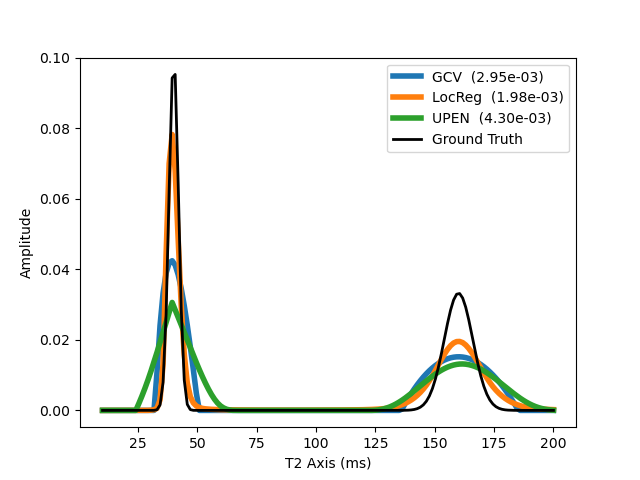 0.10
0.08
0.06
0.04
0.02
0.00
Amplitude
GCV  (2.95e-03)
LocReg  (1.98e-03)
UPEN  (4.30e-03)
Ground Truth
25 50 75 100 125 150 175 200
T2 Axis (ms)